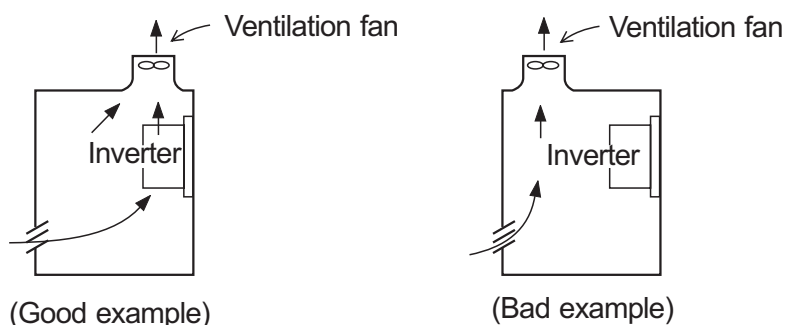 Ventilation fan
Inverter
(Good example)
Ventilation fan
Inverter
(Bad example)